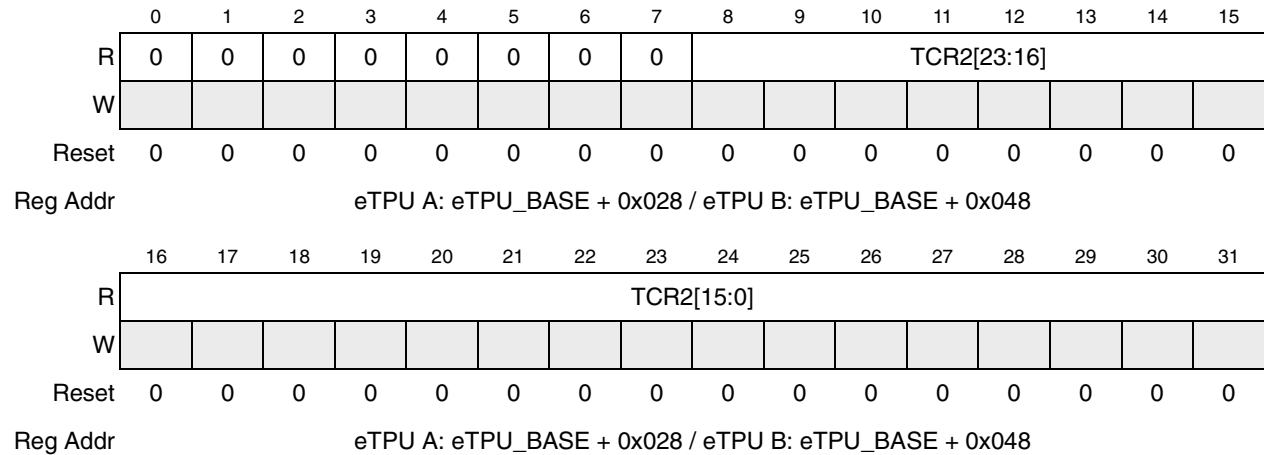 0 1 2 3 4 5 6 7 8 9 10 11 12 13 14 15
R 0 0 0 0 0 0 0 0 TCR2[23:16]
W
Reset 0 0 0 0 0 0 0 0 0 0 0 0 0 0 0 0
Reg Addr eTPU A: eTPU_BASE + 0x028 / eTPU B: eTPU_BASE + 0x048
16 17 18 19 20 21 22 23 24 25 26 27 28 29 30 31
R TCR2[15:0]
W
Reset 0 0 0 0 0 0 0 0 0 0 0 0 0 0 0 0
Reg Addr eTPU A: eTPU_BASE + 0x028 / eTPU B: eTPU_BASE + 0x048